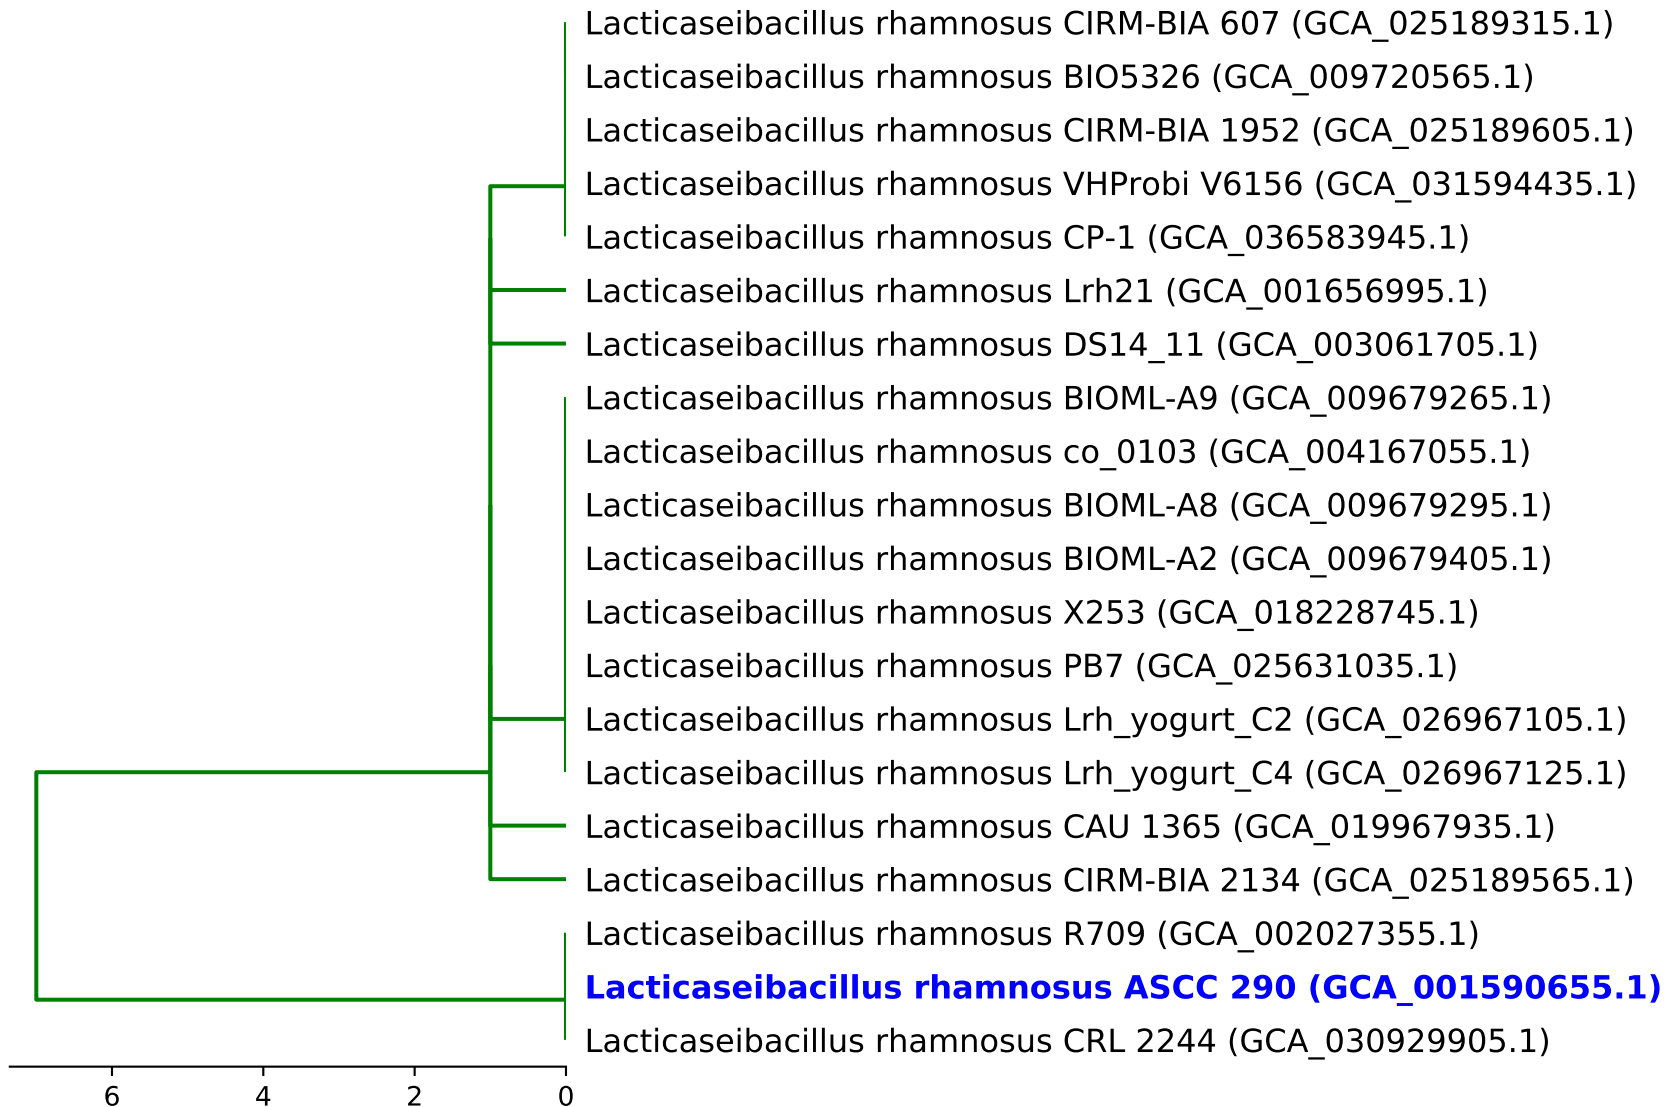 Lacticaseibacillus rhamnosus CIRM-BIA 607 (GCA_025189315.1)
Lacticaseibacillus rhamnosus BIO5326 (GCA_009720565.1)
Lacticaseibacillus rhamnosus CIRM-BIA 1952 (GCA_025189605.1)
Lacticaseibacillus rhamnosus VHProbi V6156 (GCA_031594435.1)
Lacticaseibacillus rhamnosus CP-1 (GCA_036583945.1)
Lacticaseibacillus rhamnosus Lrh21 (GCA_001656995.1)
Lacticaseibacillus rhamnosus DS14_11 (GCA_003061705.1)
Lacticaseibacillus rhamnosus BIOML-A9 (GCA_009679265.1)
Lacticaseibacillus rhamnosus co_0103 (GCA_004167055.1)
Lacticaseibacillus rhamnosus BIOML-A8 (GCA_009679295.1)
Lacticaseibacillus rhamnosus BIOML-A2 (GCA_009679405.1)
Lacticaseibacillus rhamnosus X253 (GCA_018228745.1)
Lacticaseibacillus rhamnosus PB7 (GCA_025631035.1)
Lacticaseibacillus rhamnosus Lrh_yogurt_C2 (GCA_026967105.1)
Lacticaseibacillus rhamnosus Lrh_yogurt_C4 (GCA_026967125.1)
Lacticaseibacillus rhamnosus CAU 1365 (GCA_019967935.1)
Lacticaseibacillus rhamnosus CIRM-BIA 2134 (GCA_025189565.1)
Lacticaseibacillus rhamnosus R709 (GCA_002027355.1)
Lacticaseibacillus rhamnosus ASCC 290 (GCA_001590655.1)
Lacticaseibacillus rhamnosus CRL 2244 (GCA_030929905.1)
6 4 2 0